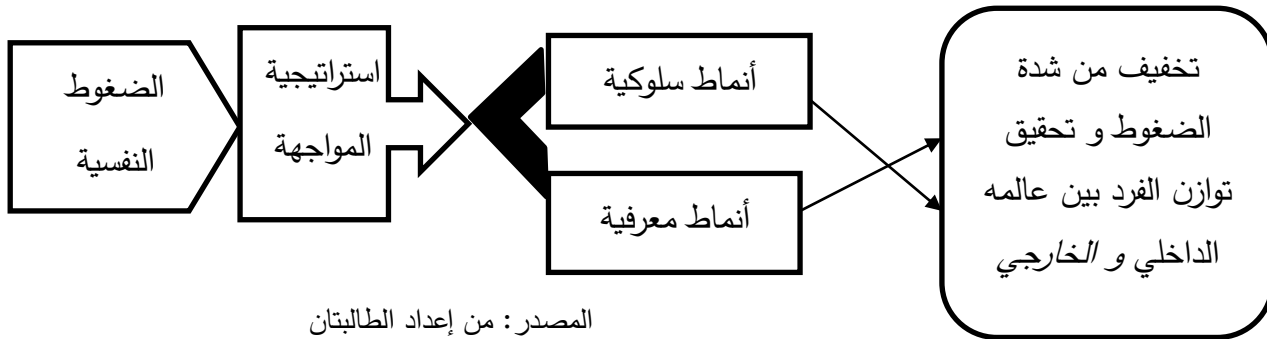 الضغوط
النفسية
استراتيجية
المواجهة
أنماط سلوكية
أنماط معرفية
تخفيف من شدة
الضغوط و تحقيق
توازن الفرد بين عالمه
الداخلي و الخارجي
المصدر : من إعداد الطالبتان